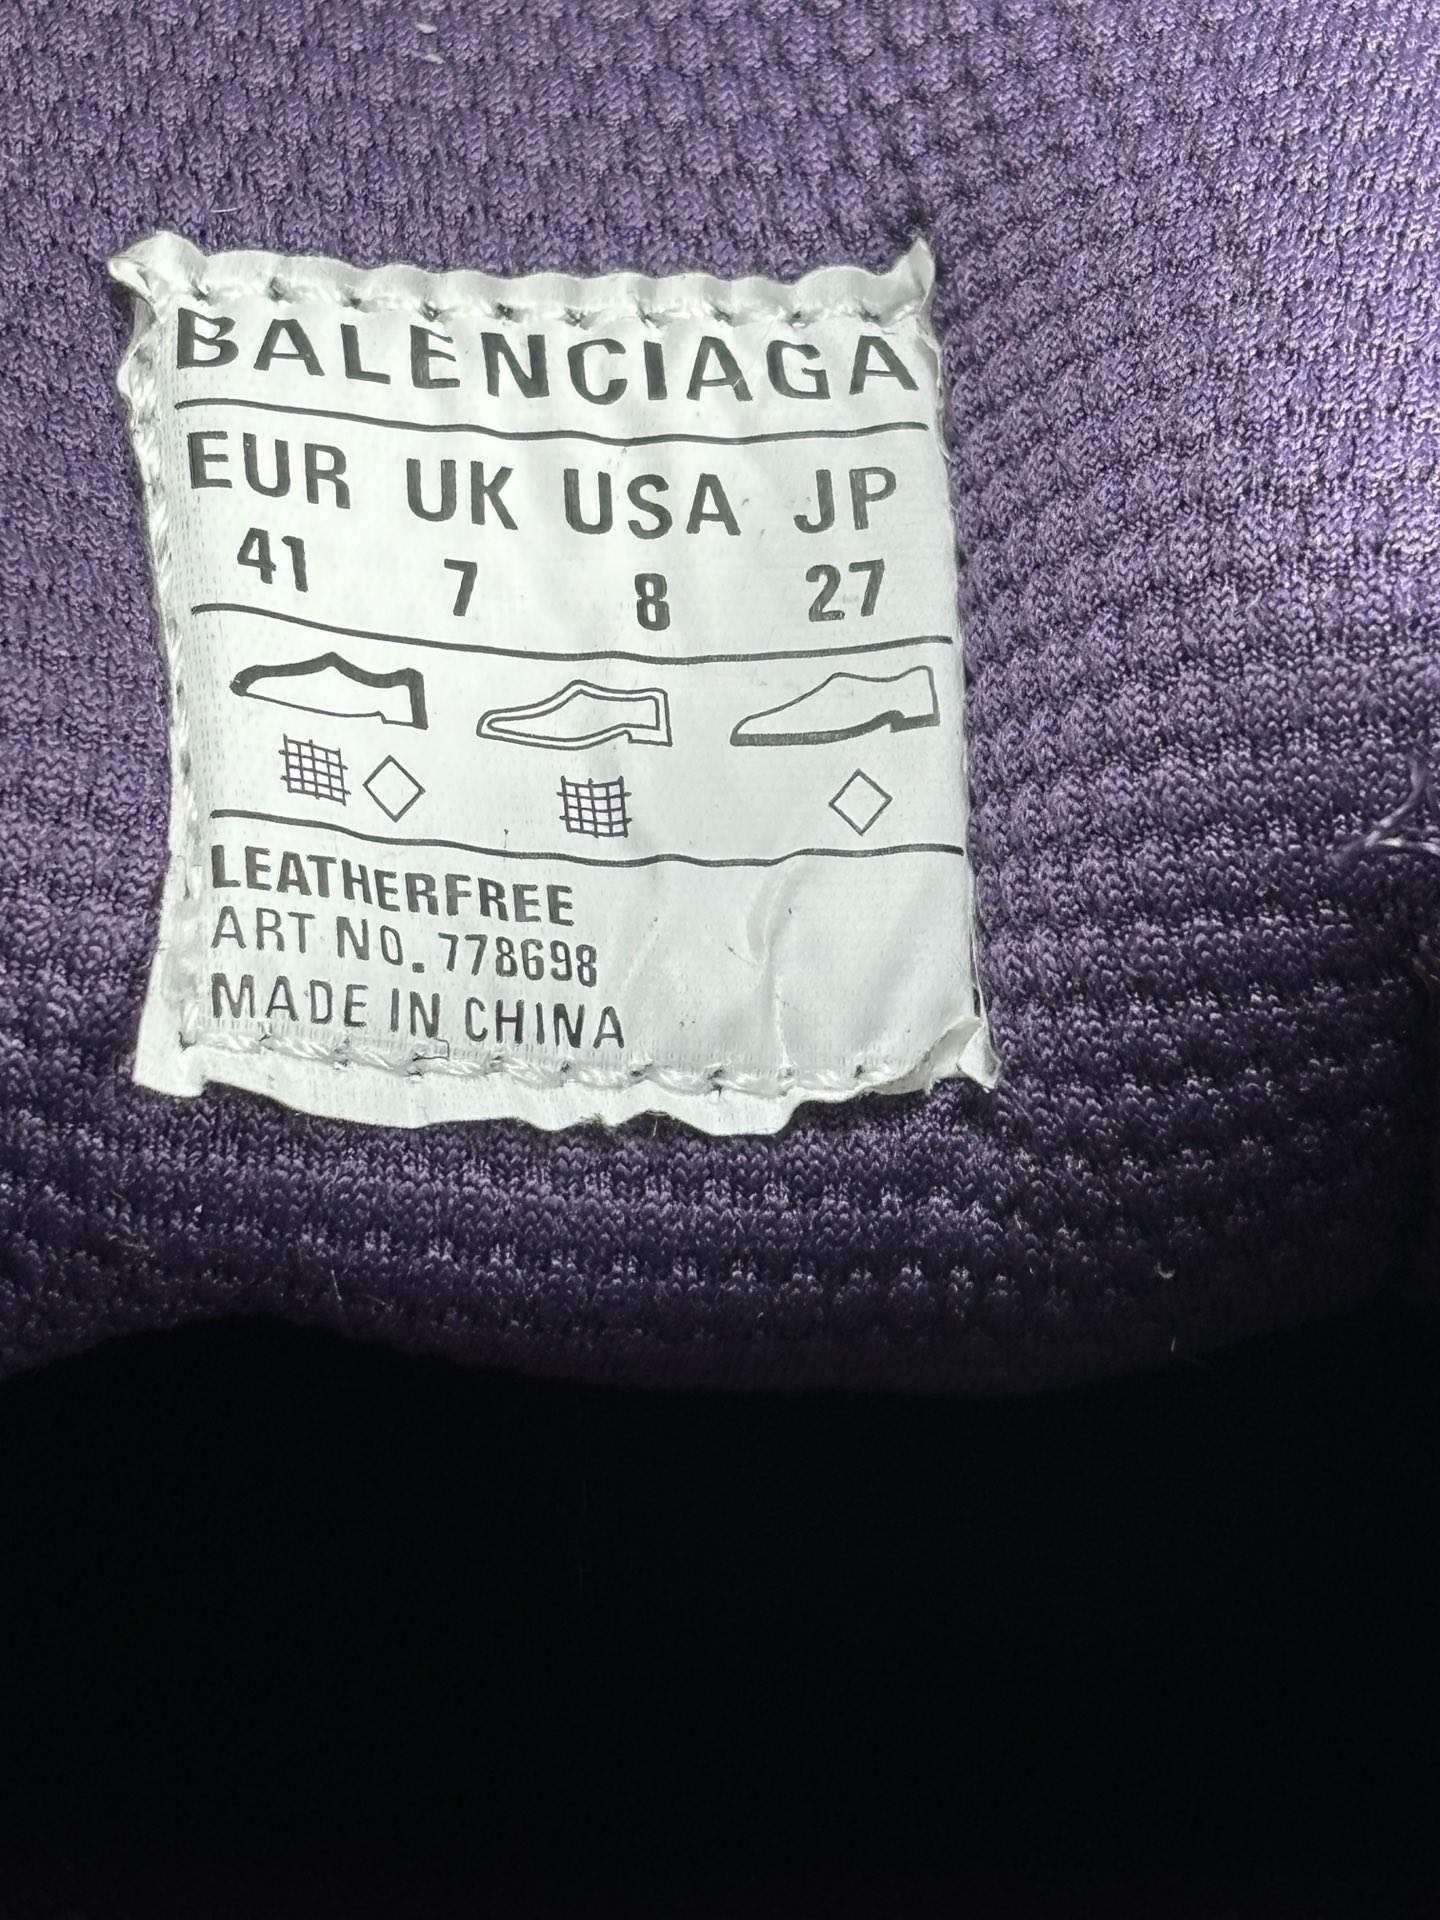 BALENCIAGA
EUR UK USA JP
41 7 8 27
LEATHERFREE
ART NO. 778698
MADE IN CHINA